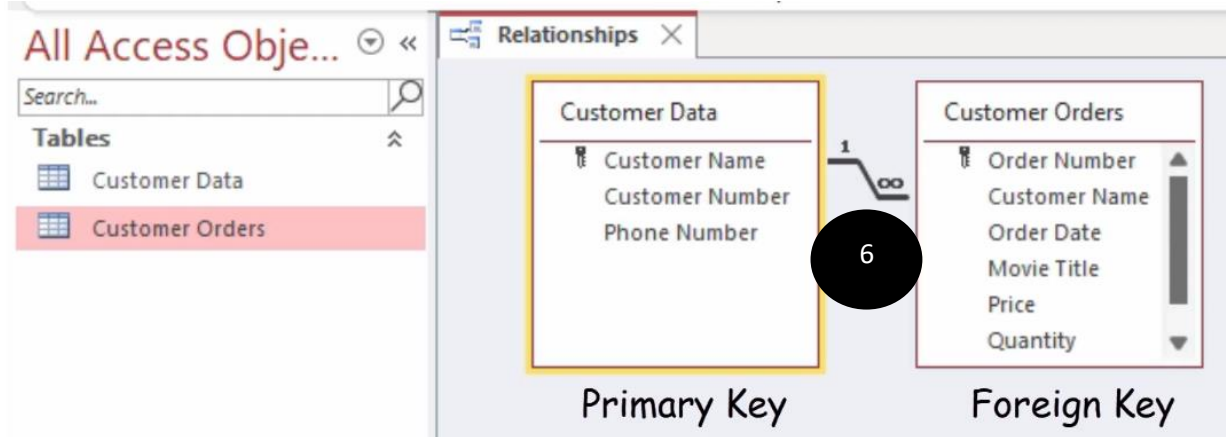 All Access Obje...
Search...
Tables
Customer Data
Customer Orders
Relationships
Customer Data
Customer Name
Customer Number
Phone Number
1
∞
6
Customer Orders
Order Number
Customer Name
Order Date
Movie Title
Price
Quantity
Primary Key
Foreign Key